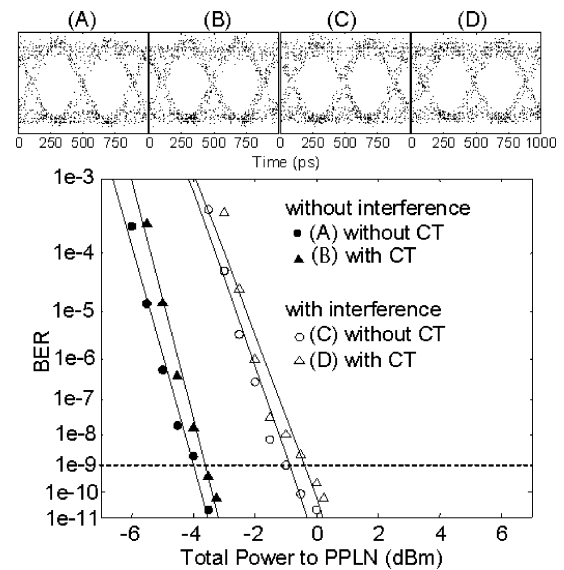 (A) (B) (C) (D)
0 250 500 750 0 250 500 750 0 250 500 750 0 250 500 750 1000
Time (ps)
1e-3
1e-4
1e-5
1e-6
1e-7
1e-8
1e-9
1e-10
1e-11
BER
without interference
(A) without CT
(B) with CT
with interference
(C) without CT
(D) with CT
-6 -4 -2 0 2 4 6
Total Power to PPLN (dBm)